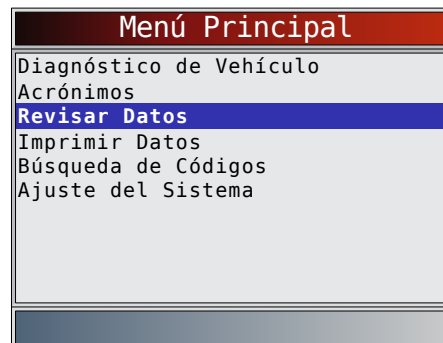 Menú Principal
Diagnóstico de Vehículo
Acrónimos
Revisar Datos
Imprimir Datos
Búsqueda de Códigos
Ajuste del Sistema